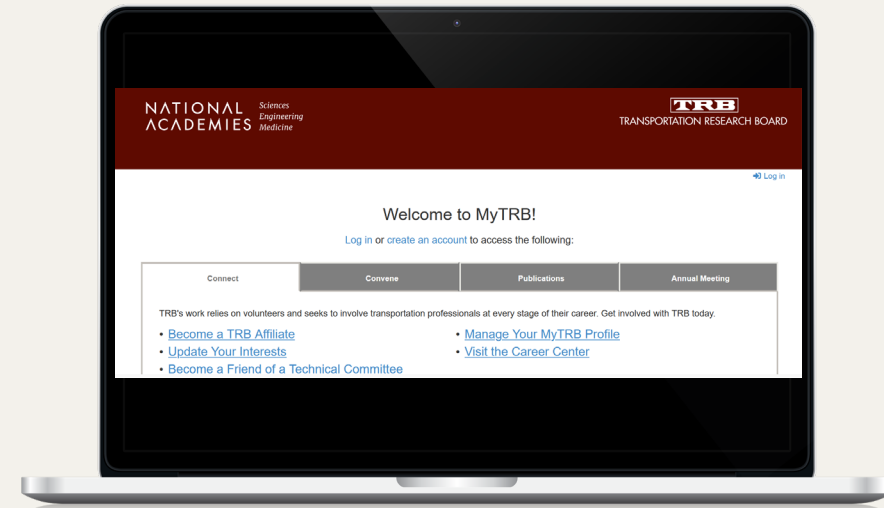 NATIONAL
ACADEMIES
Sciences
Engineering
Medicine
TRB
TRANSPORTATION RESEARCH BOARD
Log in
Welcome to MyTRB!
Log in or create an account to access the following:
Connect
Convene
Publications
Annual Meeting
TRB's work relies on volunteers and seeks to involve transportation professionals at every stage of their career. Get involved with TRB today.
• Become a TRB Affiliate
• Update Your Interests
• Become a Friend of a Technical Committee
• Manage Your MyTRB Profile
• Visit the Career Center